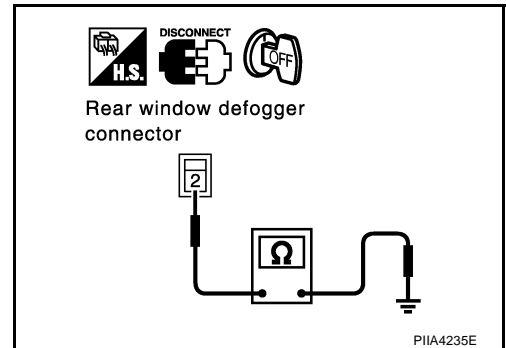 DISCONNECT
H.S.
OFF
Rear window defogger
connector
2
Ω
PIIA4235E